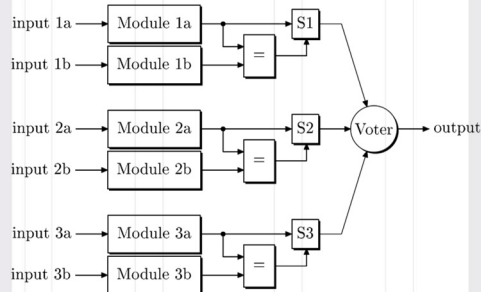 input 1a Module 1a S1
input 1b Module 1b =
input 2a Module 2a S2 Voter output
input 2b Module 2b =
input 3a Module 3a S3
input 3b Module 3b =